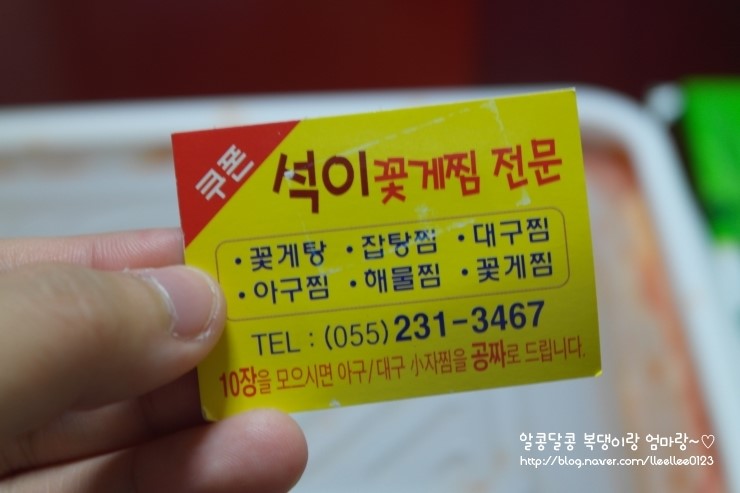 쿠폰
석이꽃게찜 전문
•꽃게탕 •잡탕찜 •대구찜
•아구찜 •해물찜 •꽃게찜
TEL : (055) 231-3467
10장을 모으시면 아구/대구 小자찜을 공짜로 드립니다.
알콩달콩 복댕이랑 엄마랑~♡
http://blog.naver.com/lleellee0123